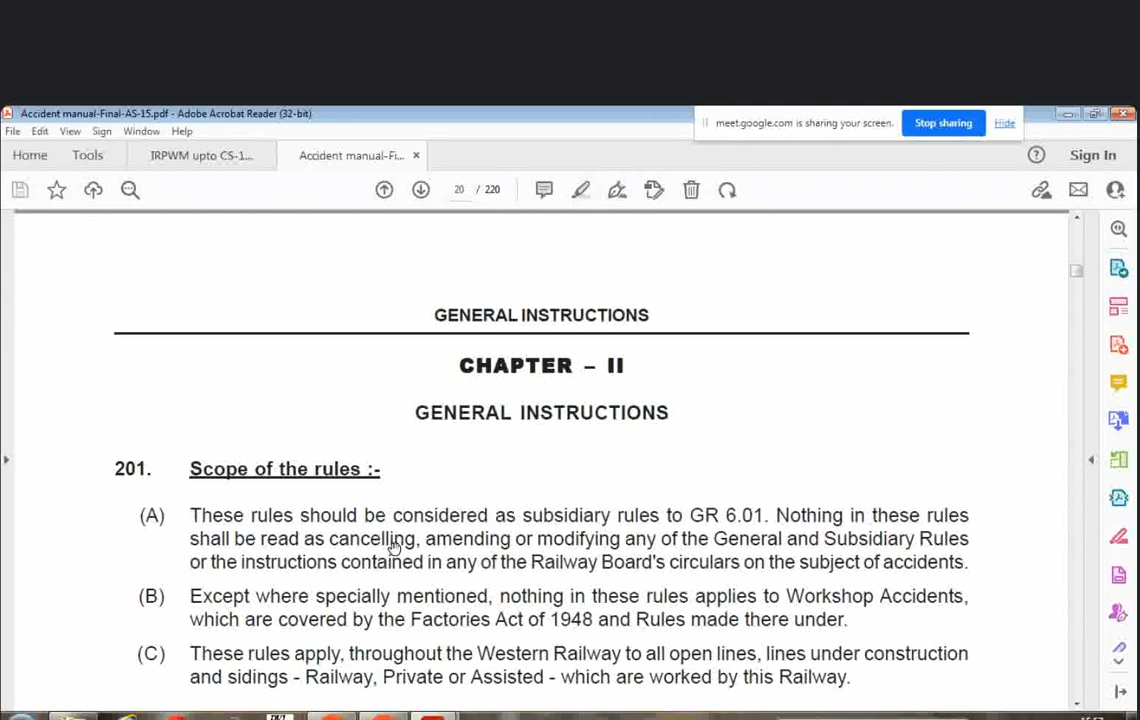 Accident manual-Final-AS-15.pdf - Adobe Acrobat Reader (32-bit)
meet.google.com is sharing your screen.
Stop sharing
Hide
File Edit View Sign Window Help
Home Tools IRPWM upto CS-1... Accident manual-Fi... × Sign In
20 / 220
GENERAL INSTRUCTIONS
CHAPTER – II
GENERAL INSTRUCTIONS
201. Scope of the rules :-
(A) These rules should be considered as subsidiary rules to GR 6.01. Nothing in these rules
shall be read as cancelling, amending or modifying any of the General and Subsidiary Rules
or the instructions contained in any of the Railway Board's circulars on the subject of accidents.
(B) Except where specially mentioned, nothing in these rules applies to Workshop Accidents,
which are covered by the Factories Act of 1948 and Rules made there under.
(C) These rules apply, throughout the Western Railway to all open lines, lines under construction
and sidings - Railway, Private or Assisted - which are worked by this Railway.